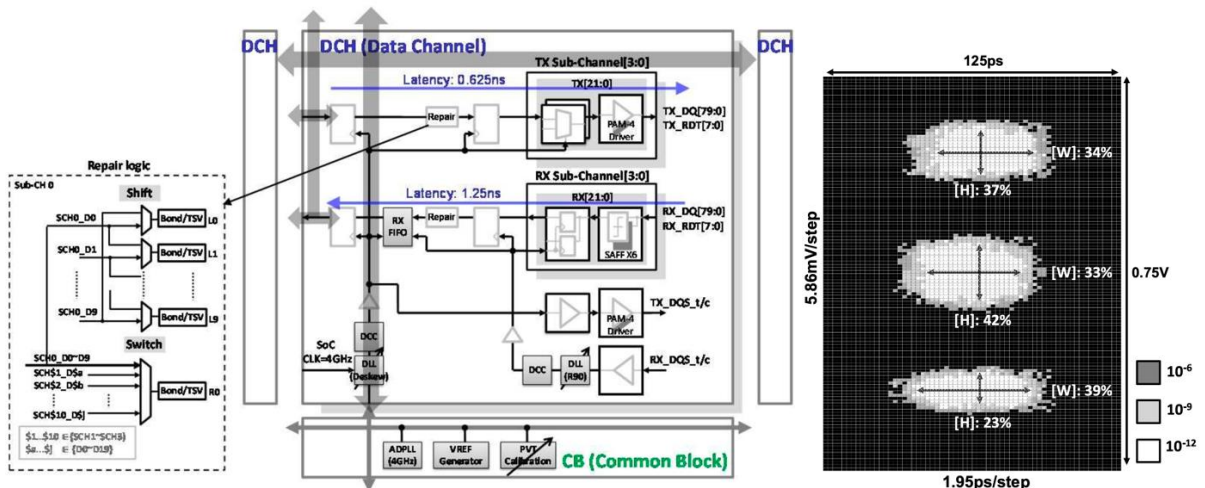 DCH
DCH (Data Channel)
DCH
TX Sub-Channel[3:0]
Latency: 0.625ns
TX[21:0]
Repair
PAM-4
Driver
TX_DQ[79:0]
TX_RDT[7:0]
RX Sub-Channel[3:0]
Latency: 1.25ns
RX[21:0]
RX
FIFO
Repair
SAFF X6
RX_DQ[79:0]
RX_RDT[7:0]
PAM-4
Driver
TX_DQS_t/c
DCC
SoC
CLK=4GHz
DLL
(Deskew)
DCC
DLL
(R90)
RX_DQS_t/c
ADPLL
(4GHz)
VREF
Generator
PVT
Calibration
CB (Common Block)
Repair logic
Sub-CH 0
Shift
SCH0_D0
Bond/TSV
L0
SCH0_D1
Bond/TSV
L1
SCH0_D9
Bond/TSV
L9
Switch
SCH0_D0~D9
SCH$1_D$a
SCH$2_D$b
SCH$10_D$j
Bond/TSV
R0
$1...$10 ∈{SCH1~SCH3}
$a...$j ∈ {D0~D19}
125ps
[W]: 34%
[H]: 37%
5.86mV/step
[W]: 33%
0.75V
[H]: 42%
[W]: 39%
[H]: 23%
10-6
10-9
10-12
1.95ps/step